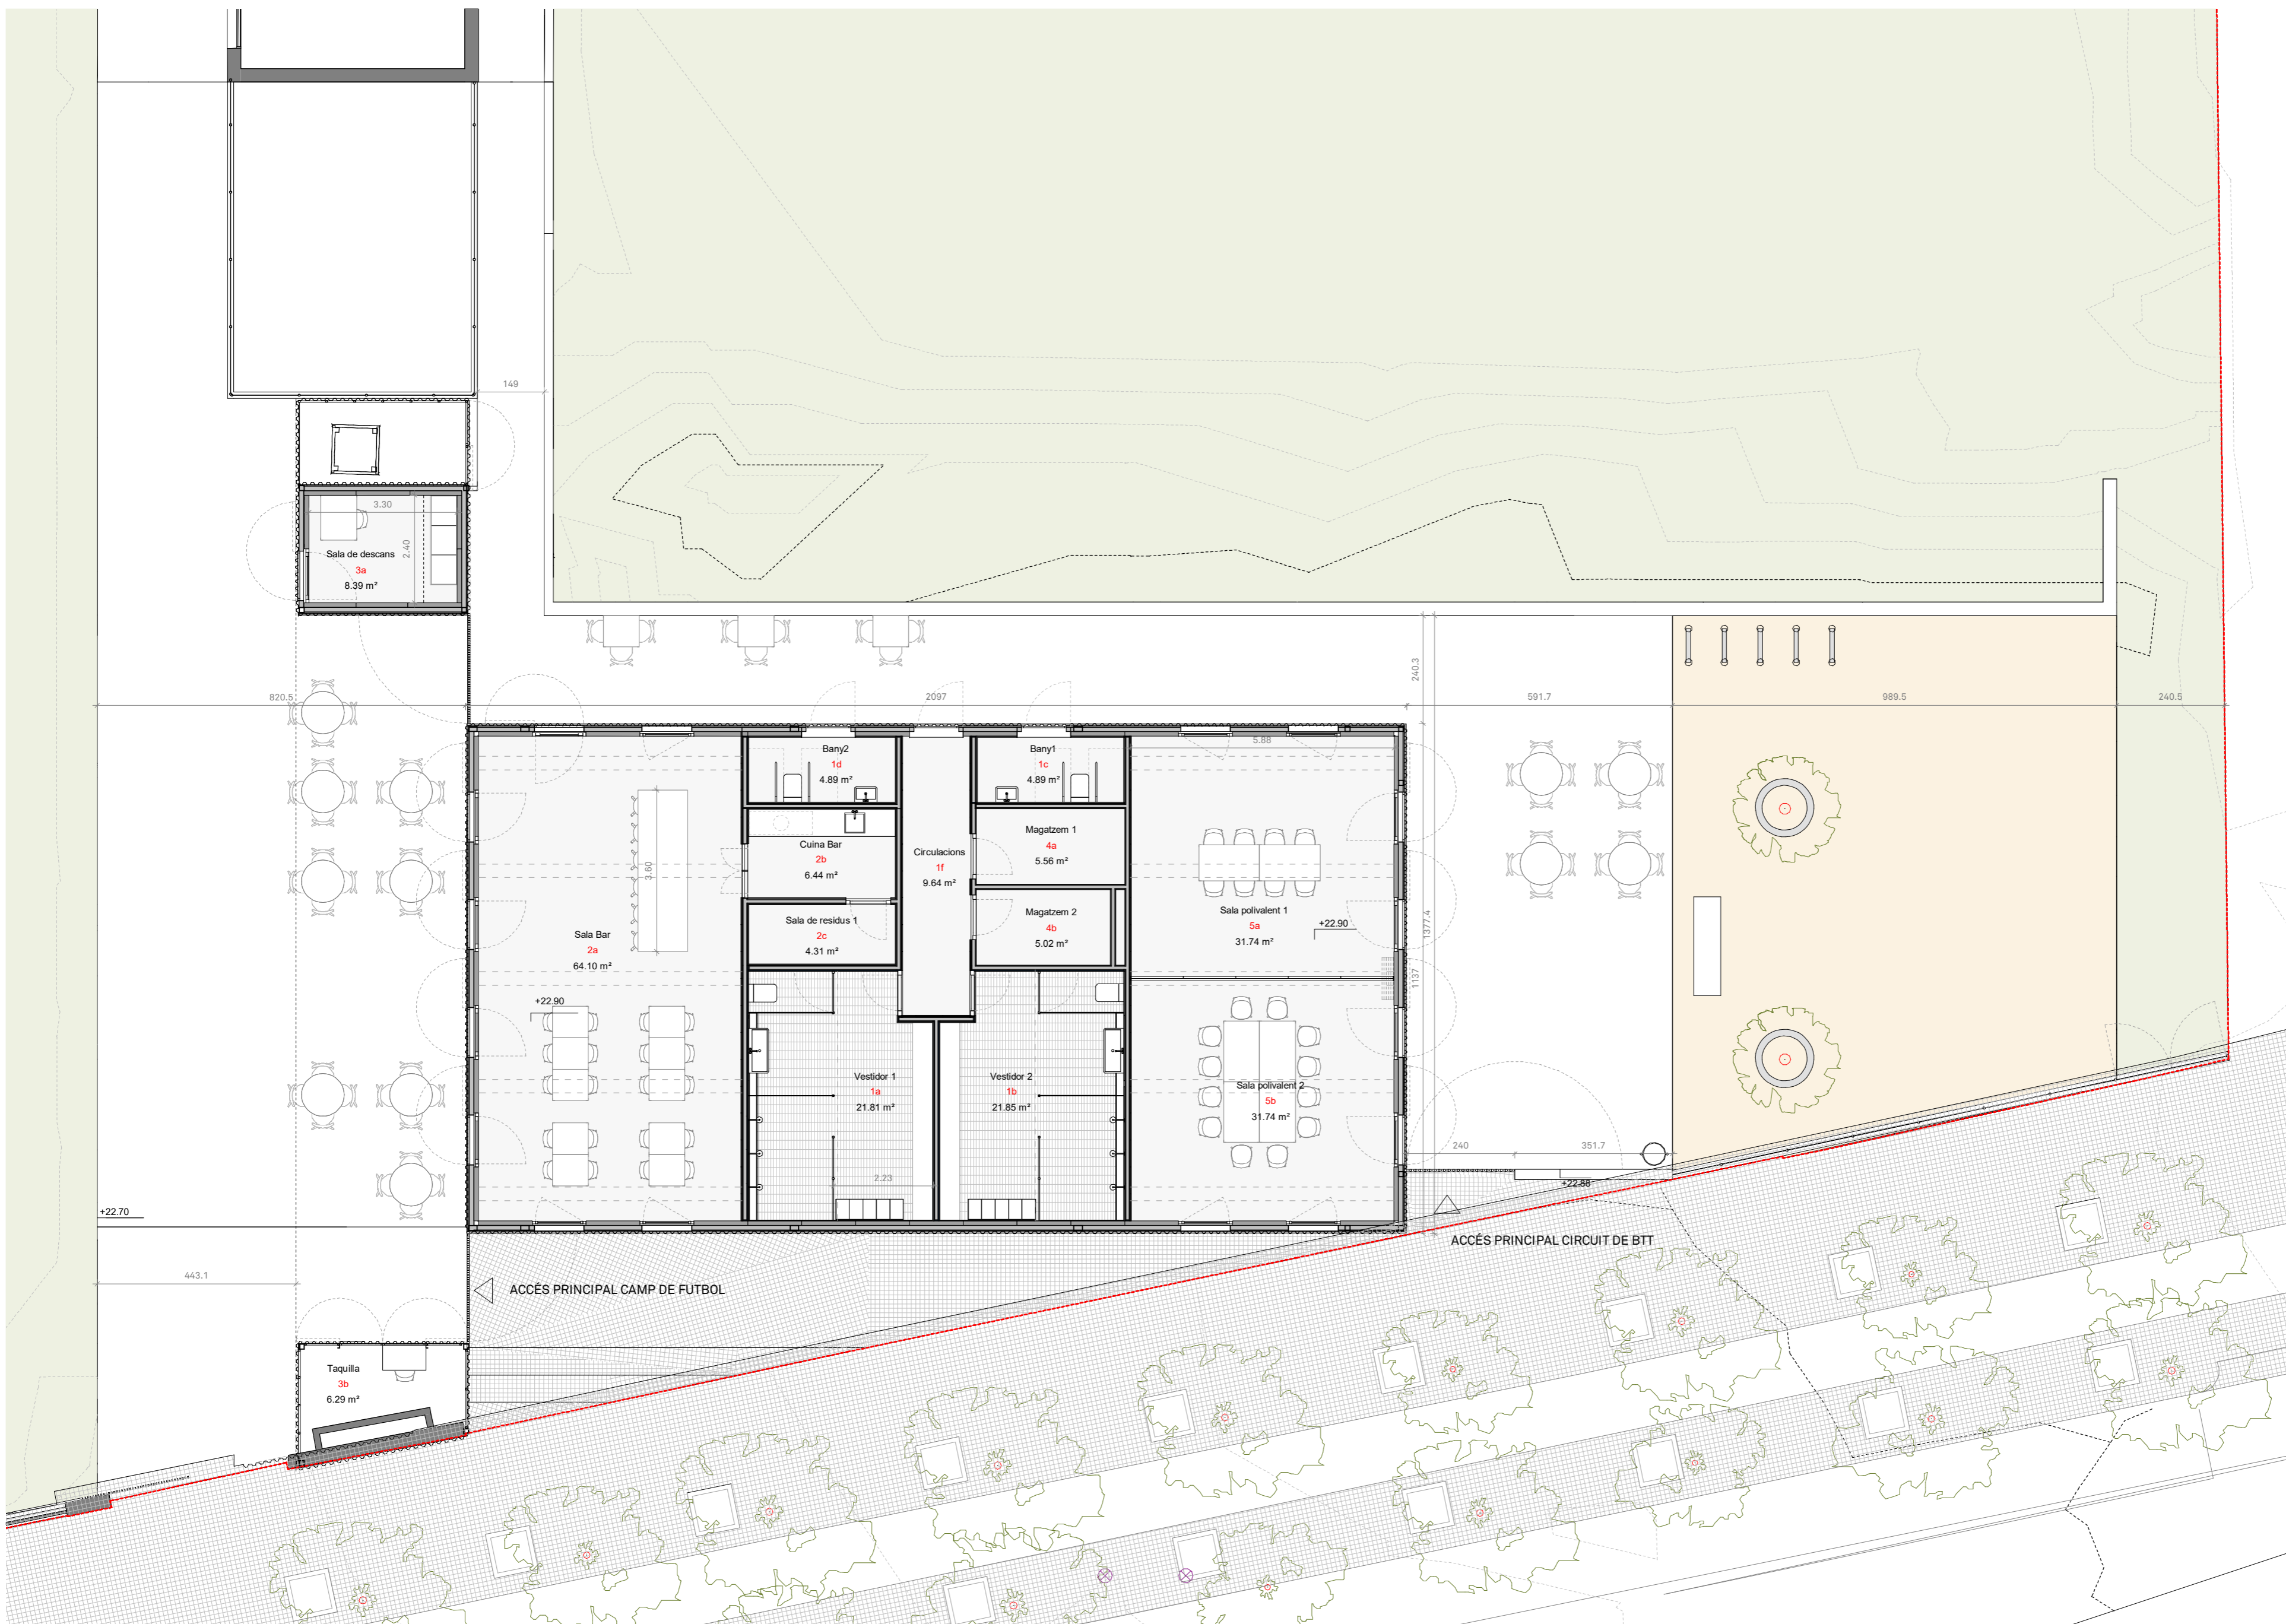 149
3.30
2.40
Sala de descans
3a
8.39 m²
240.3
820.5
2097
591.7
989.5
240.5
Bany2
1d
4.89 m²
Bany1
1c
4.89 m²
5.88
3.60
Cuina Bar
2b
6.44 m²
Circulacions
1f
9.64 m²
Magatzem 1
4a
5.56 m²
Sala de residus 1
2c
4.31 m²
Magatzem 2
4b
5.02 m²
Sala polivalent 1
5a
31.74 m²
+22.90
Sala Bar
2a
64.10 m²
+22.90
1377.4
1137
Vestidor 1
1a
21.81 m²
Vestidor 2
1b
21.85 m²
Sala polivalent 2
5b
31.74 m²
2.23
240
351.7
+22.88
+22.70
ACCÉS PRINCIPAL CIRCUIT DE BTT
443.1
ACCÉS PRINCIPAL CAMP DE FUTBOL
Taquilla
3b
6.29 m²